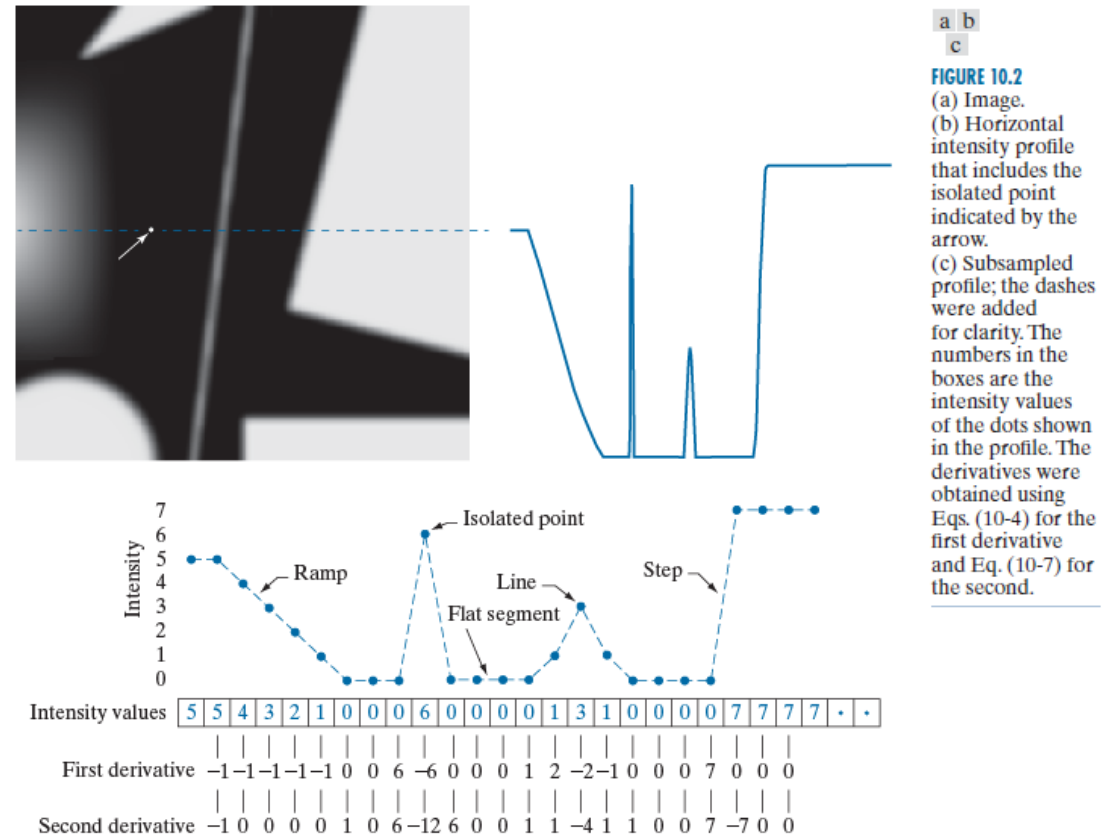 a b
c
FIGURE 10.2
(a) Image.
(b) Horizontal
intensity profile
that includes the
isolated point
indicated by the
arrow.
(c) Subsampled
profile; the dashes
were added
for clarity. The
numbers in the
boxes are the
intensity values
of the dots shown
in the profile. The
derivatives were
obtained using
Eqs. (10-4) for the
first derivative
and Eq. (10-7) for
the second.
7
6
5
4
3
2
1
0
Intensity
Ramp
Isolated point
Flat segment
Line
Step
Intensity values 5 5 4 3 2 1 0 0 0 6 0 0 0 0 1 3 1 0 0 0 0 7 7 7 7 • •
First derivative −1 −1 −1 −1 −1 0 0 6 −6 0 0 0 1 2 −2 −1 0 0 0 7 0 0 0
Second derivative −1 0 0 0 0 1 0 6 −12 6 0 0 1 1 −4 1 1 0 0 7 −7 0 0